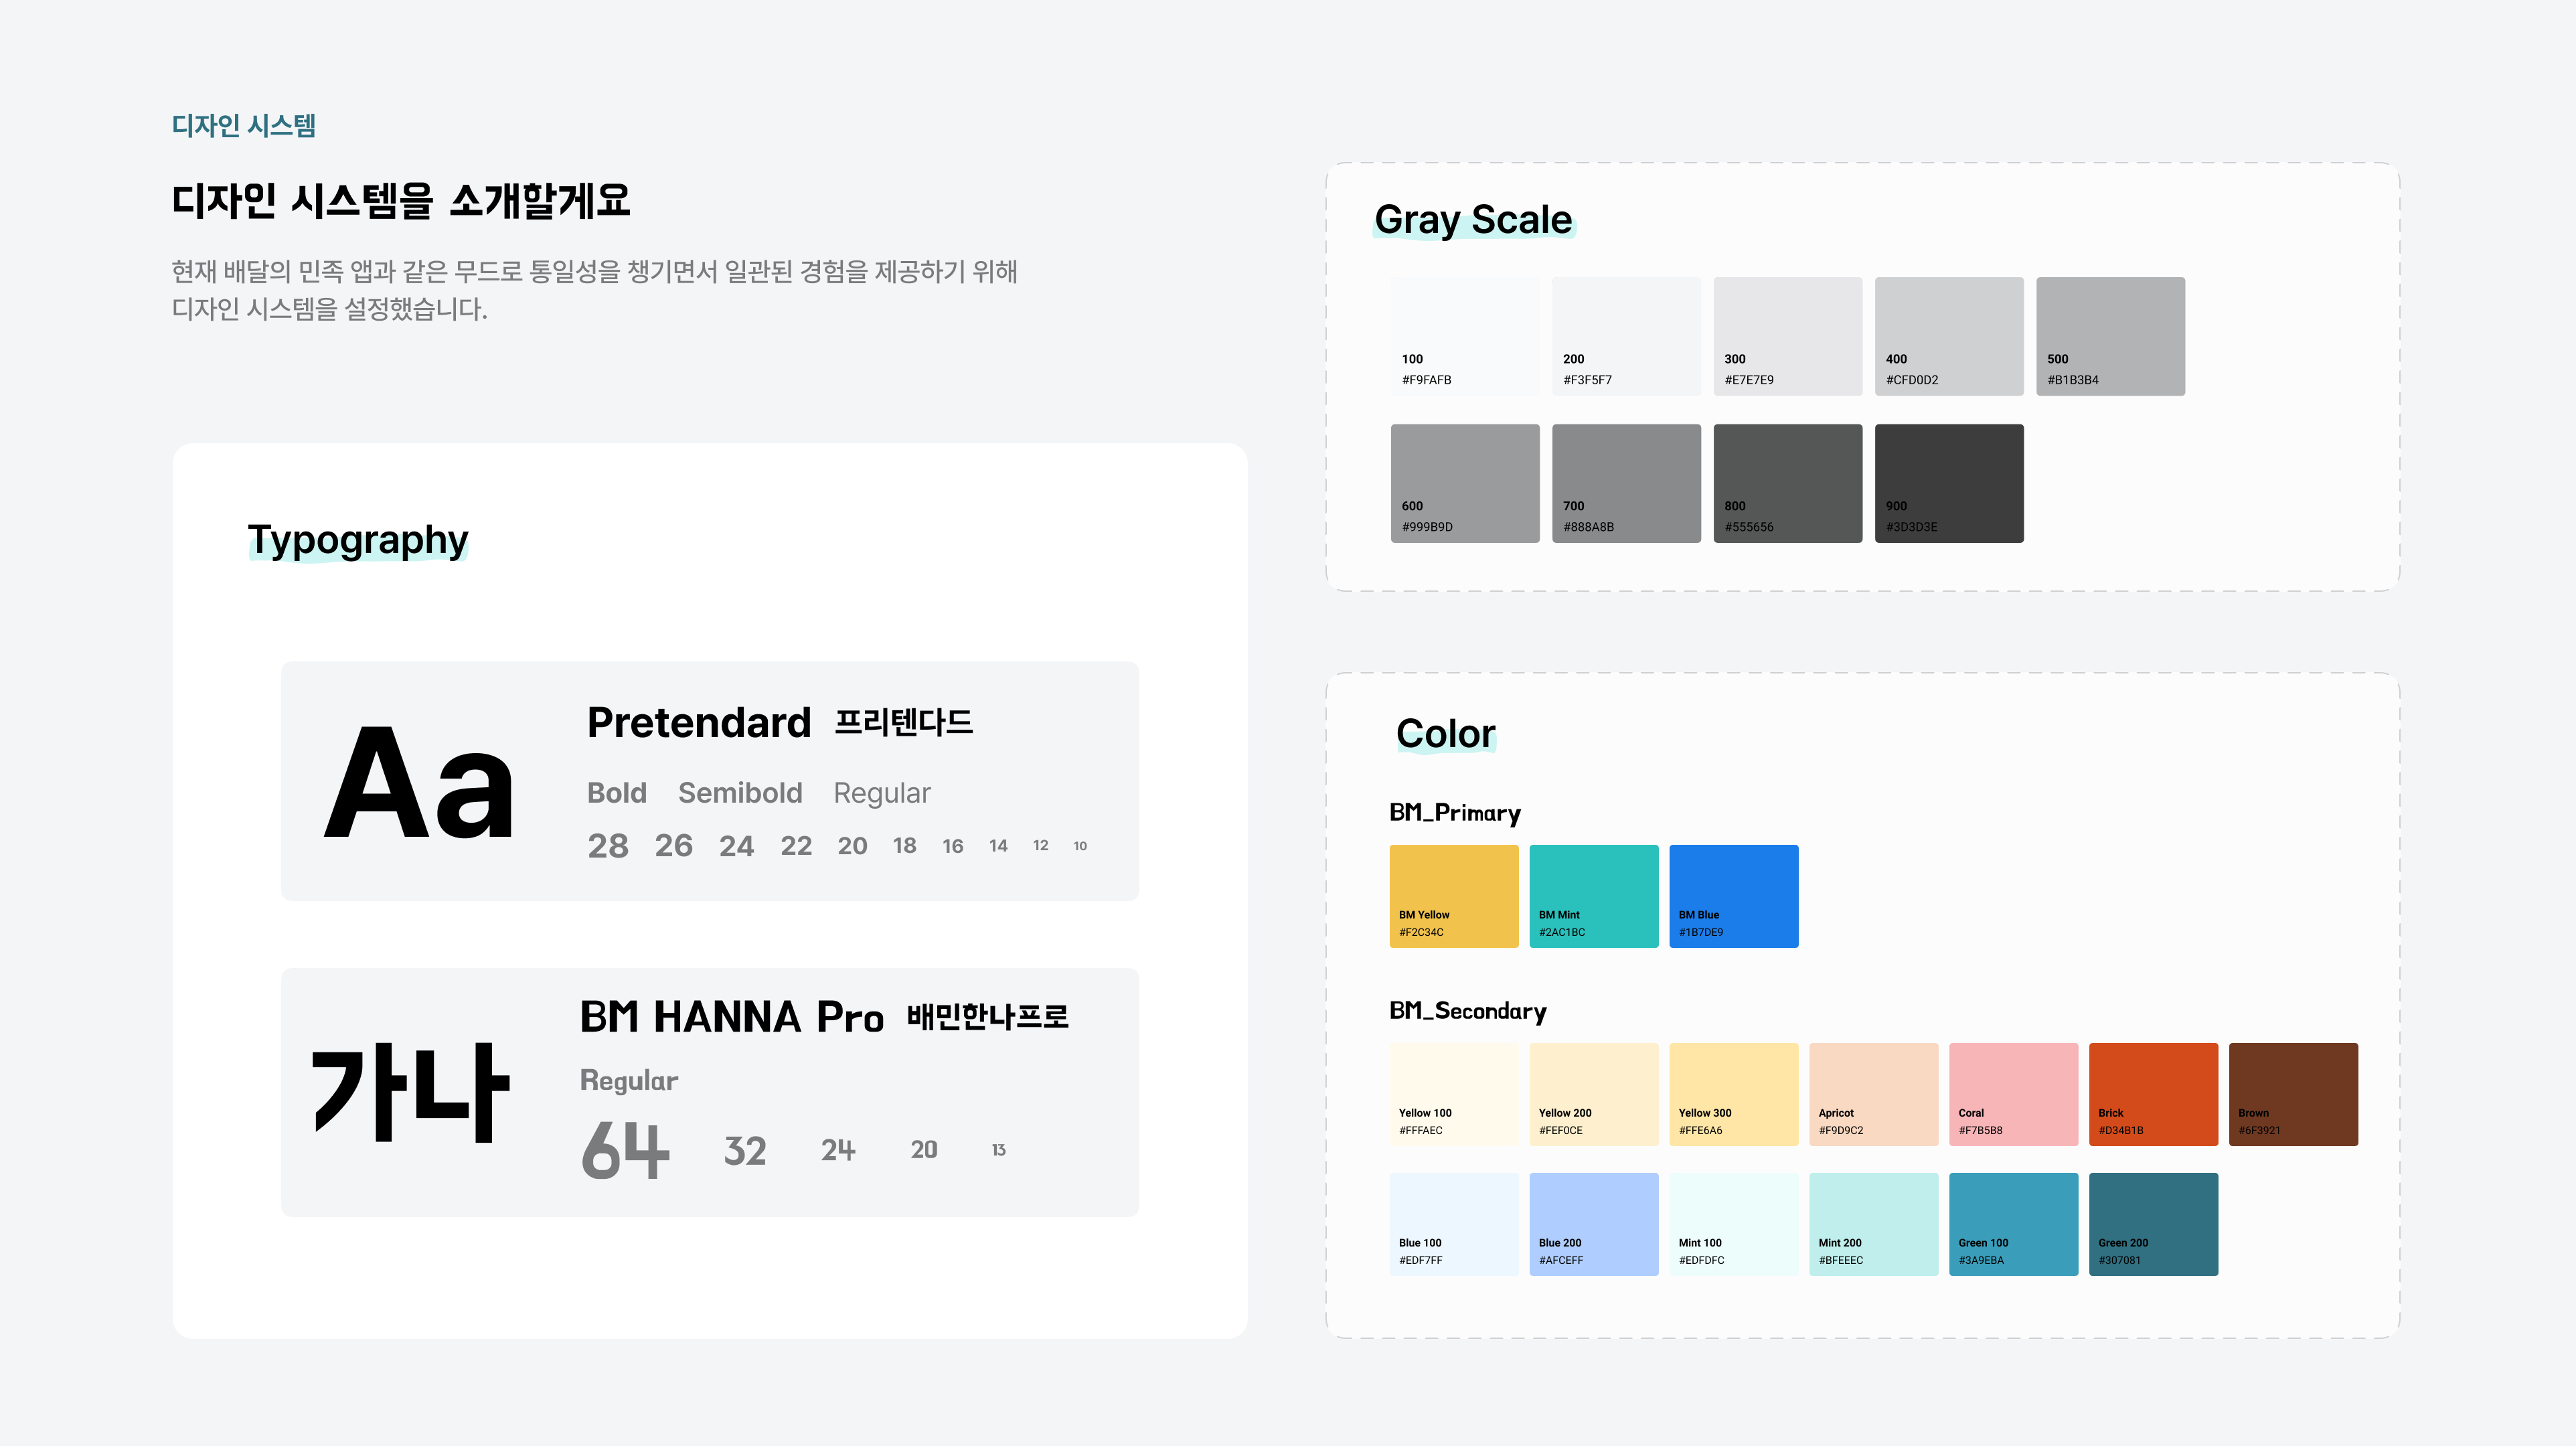 디자인 시스템
디자인 시스템을 소개할게요
현재 배달의 민족 앱과 같은 무드로 통일성을 챙기면서 일관된 경험을 제공하기 위해
디자인 시스템을 설정했습니다.
Typography
Aa
Pretendard 프리텐다드
Bold Semibold Regular
28 26 24 22 20 18 16 14 12 10
가나
BM HANNA Pro 배민한나프로
Regular
64 32 24 20 13
Gray Scale
100 200 300 400 500
#F9FAFB #F3F5F7 #E7E7E9 #CFD0D2 #B1B3B4
600 700 800 900
#999B9D #888A8B #555656 #3D3D3E
Color
BM_Primary
BM Yellow BM Mint BM Blue
#F2C34C #2AC1BC #1B7DE9
BM_Secondary
Yellow 100 Yellow 200 Yellow 300 Apricot Coral Brick Brown
#FFFAEC #FEF0CE #FFE6A6 #F9D9C2 #F7B5B8 #D34B1B #6F3921
Blue 100 Blue 200 Mint 100 Mint 200 Green 100 Green 200
#EDF7FF #AFCEFF #EDFDFC #BFEEEC #3A9EBA #307081